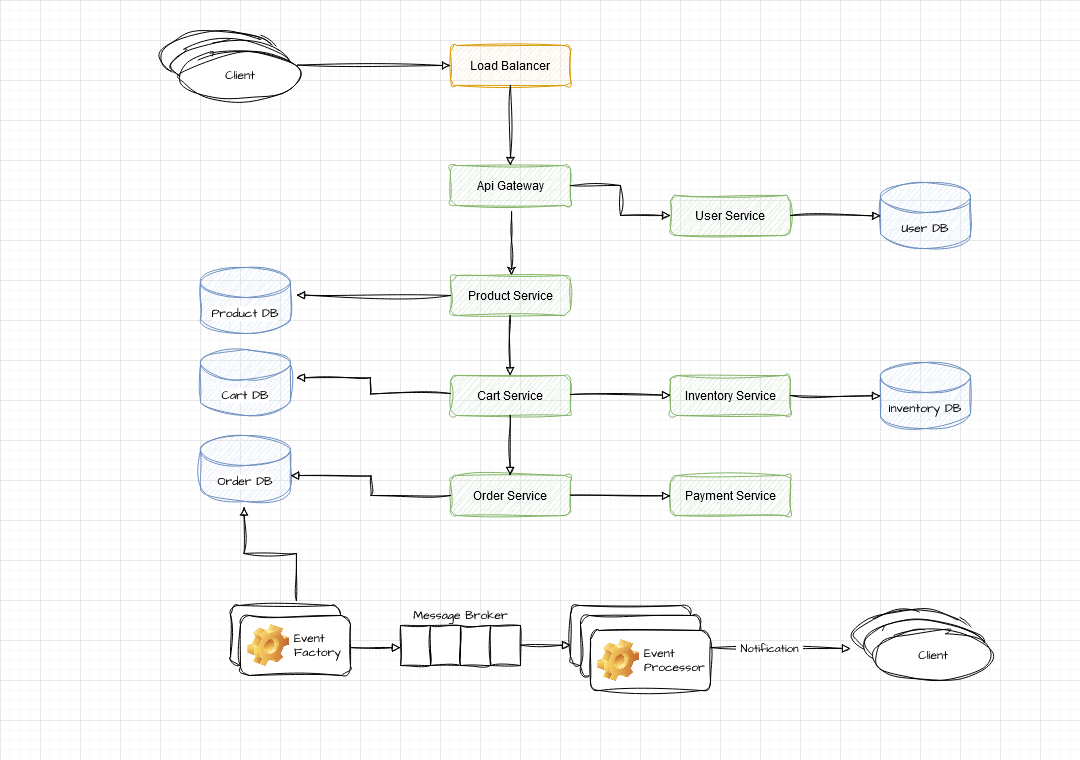 Client
Load Balancer
Api Gateway
User Service
User DB
Product Service
Product DB
Cart DB
Cart Service
Inventory Service
Inventory DB
Order DB
Order Service
Payment Service
Message Broker
Event
Factory
Event
Processor
Notification
Client